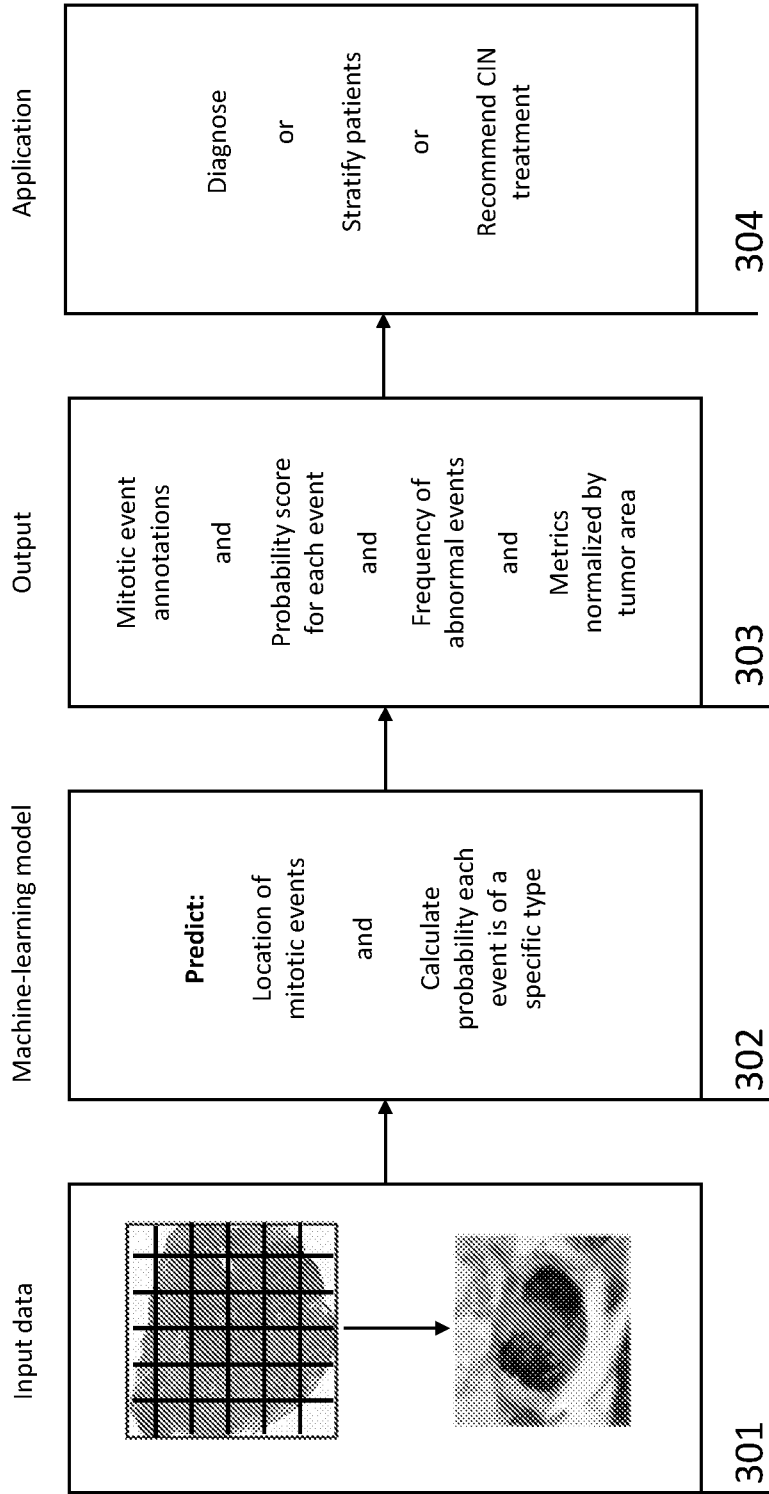 Input data
301
Machine-learning model
Predict:
Location of
mitotic events
and
Calculate
probability each
event is of a
specific type
302
Output
Mitotic event
annotations
and
Probability score
for each event
and
Frequency of
abnormal events
and
Metrics
normalized by
tumor area
303
Application
Diagnose
or
Stratify patients
or
Recommend CIN
treatment
304